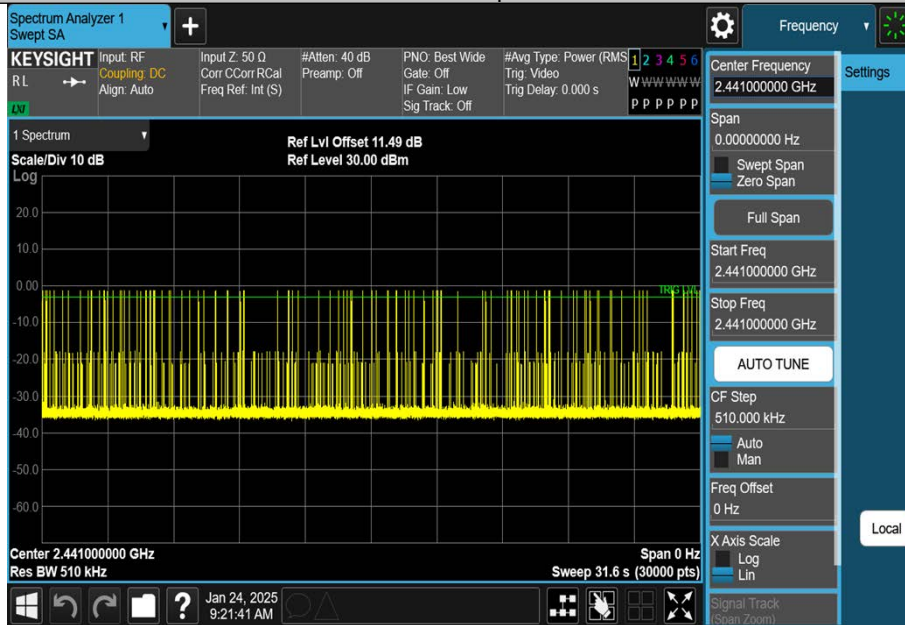 Spectrum Analyzer 1
Swept SA
+
Frequency
KEYSIGHT
RL
LXI
Input: RF
Coupling: DC
Align: Auto
Input Z: 50 Ω
Corr CCorr RCal
Freq Ref: Int (S)
#Atten: 40 dB
Preamp: Off
PNO: Best Wide
Gate: Off
IF Gain: Low
Sig Track: Off
#Avg Type: Power (RMS
Trig: Video
Trig Delay: 0.000 s
1 2 3 4 5 6
W W W W W W
P P P P P P
1 Spectrum
Scale/Div 10 dB
Ref Lvl Offset 11.49 dB
Ref Level 30.00 dBm
Log
20.0
10.0
0.00
TRIG LVL
-10.0
-20.0
-30.0
-40.0
-50.0
-60.0
Center 2.441000000 GHz
Span 0 Hz
Res BW 510 kHz
Sweep 31.6 s (30000 pts)
Center Frequency
2.441000000 GHz
Settings
Span
0.00000000 Hz
Swept Span
Zero Span
Full Span
Start Freq
2.441000000 GHz
Stop Freq
2.441000000 GHz
AUTO TUNE
CF Step
510.000 kHz
Auto
Man
Freq Offset
0 Hz
Local
X Axis Scale
Log
Lin
Signal Track
(Span Zoom)
?
Jan 24, 2025
9:21:41 AM